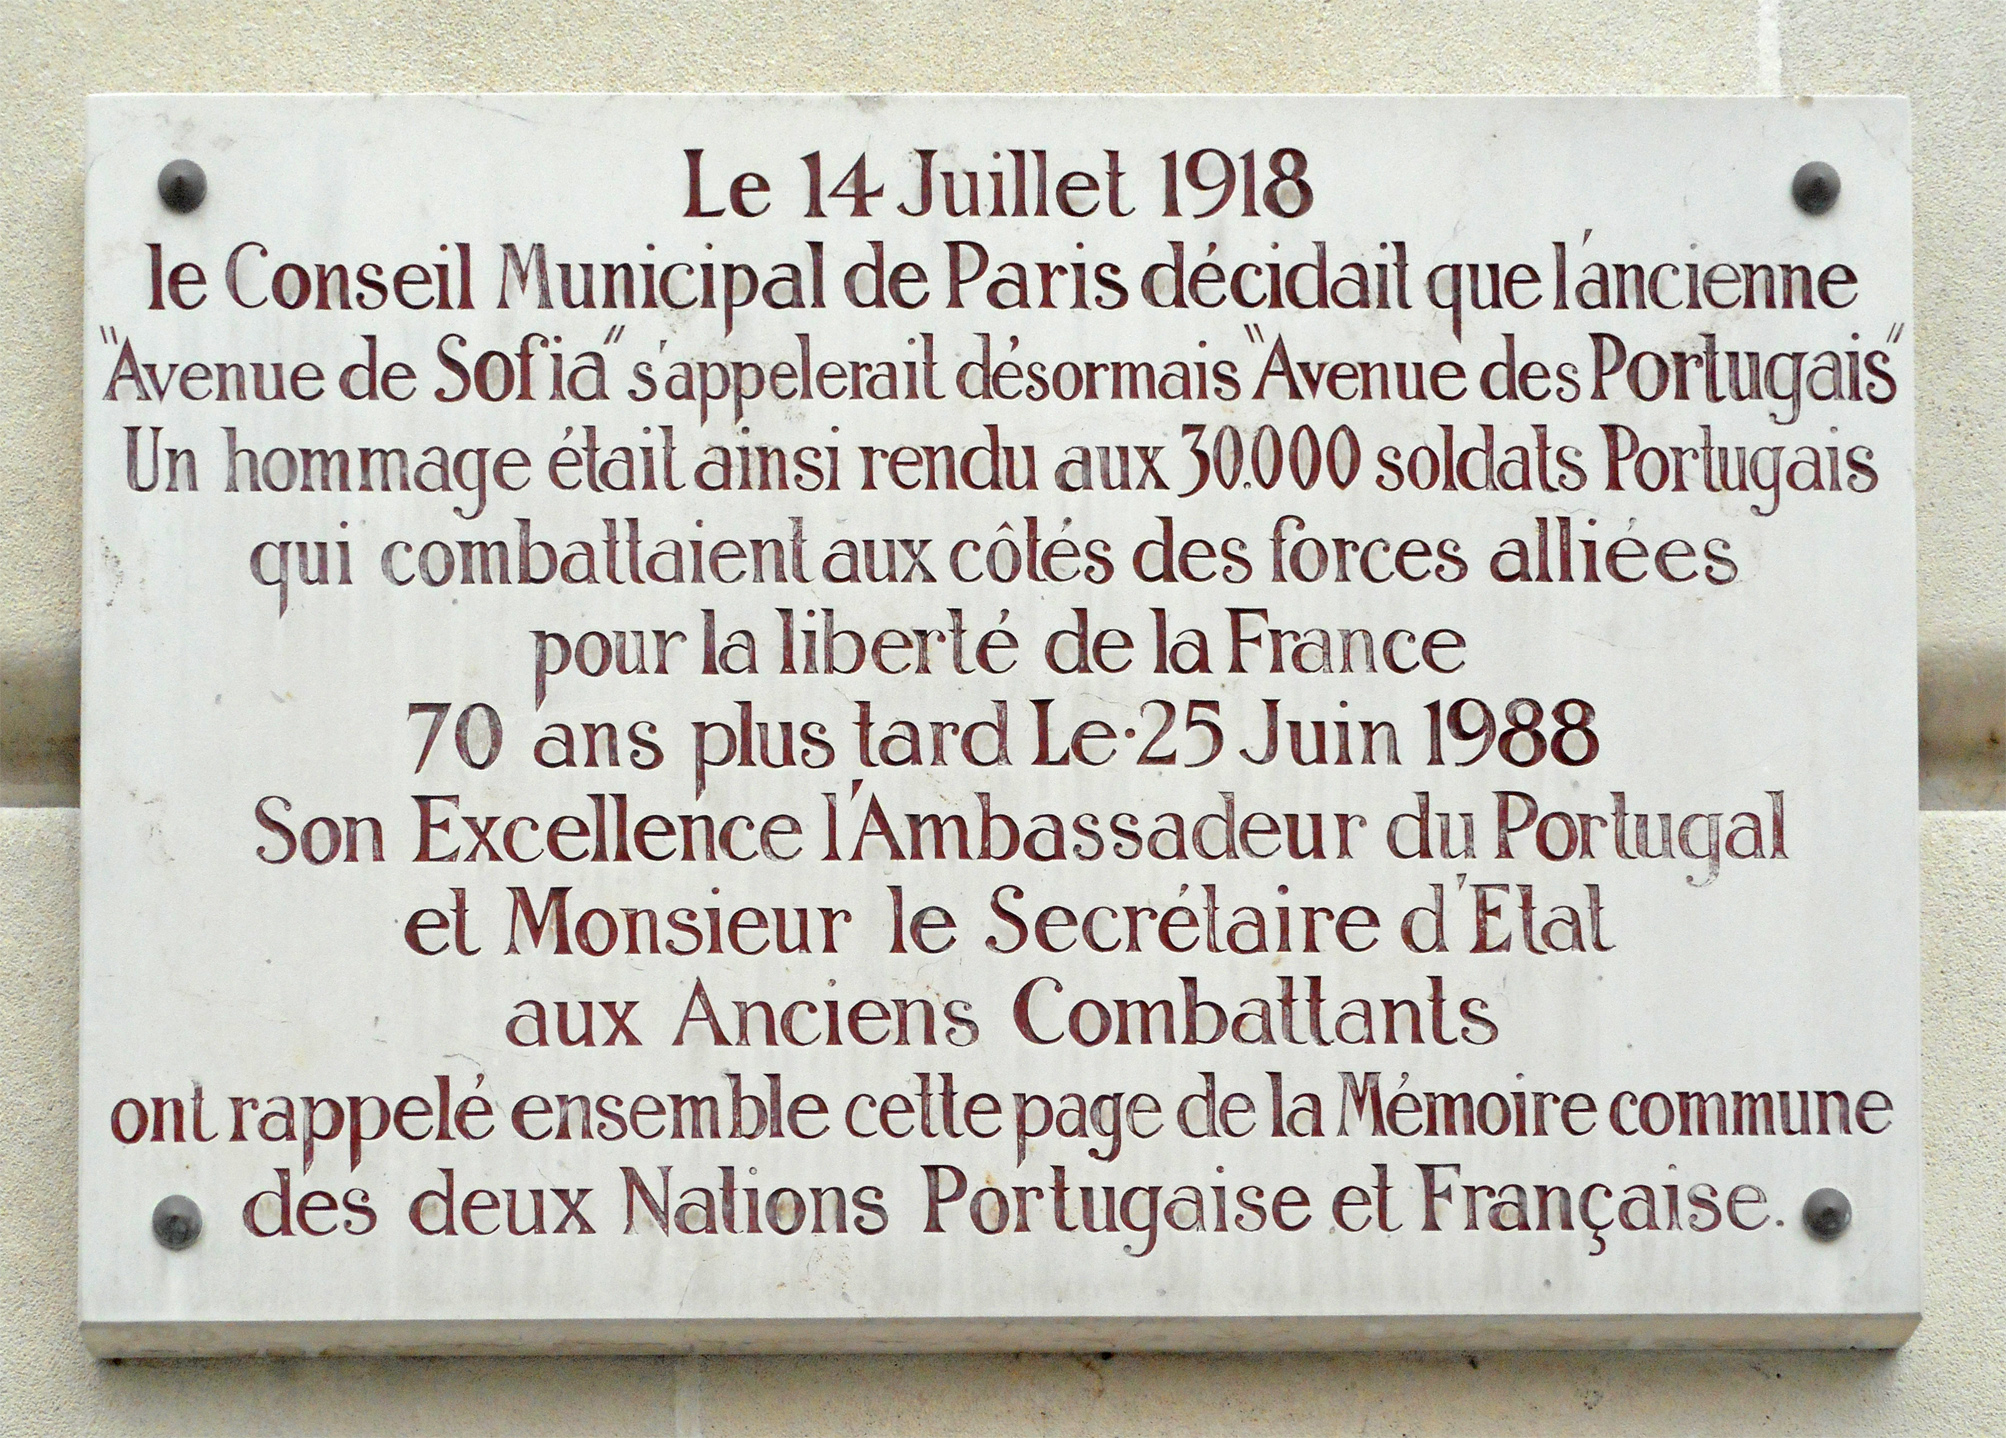 Le 14 Juillet 1918
le Conseil Municipal de Paris décidait que l'ancienne
"Avenue de Sofia" s'appelerait désormais "Avenue des Portugais"
Un hommage était ainsi rendu aux 30.000 soldats Portugais
qui combattaient aux côtés des forces alliées
pour la liberté de la France
70 ans plus tard Le·25 Juin 1988
Son Excellence l'Ambassadeur du Portugal
et Monsieur le Secrétaire d'Etat
aux Anciens Combattants
ont rappelé ensemble cette page de la Mémoire commune
des deux Nations Portugaise et Française.